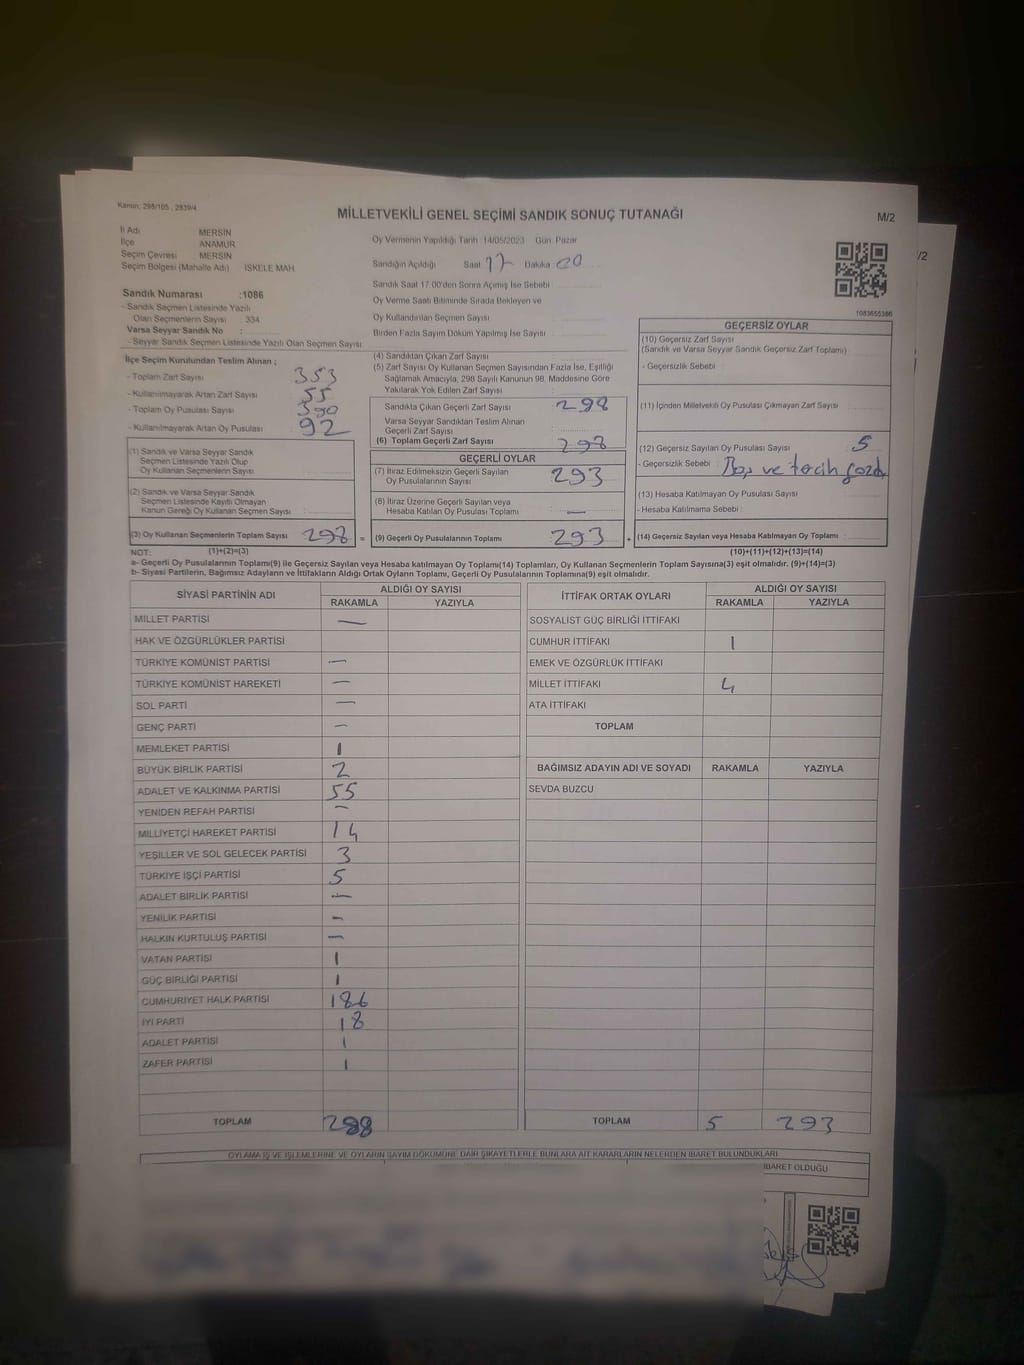 Kanun; 298/105 , 2839/4
MİLLETVEKİLİ GENEL SEÇİMİ SANDIK SONUÇ TUTANAĞI
M/2
/2
İl Adı MERSİN
İlçe ANAMUR
Seçim Çevresi MERSİN
Seçim Bölgesi (Mahalle Adı) İSKELE MAH
Sandık Numarası :1086
- Sandık Seçmen Listesinde Yazılı
Olan Seçmenlerin Sayısı 334
Varsa Seyyar Sandık No :
- Seyyar Sandık Seçmen Listesinde Yazılı Olan Seçmen Sayısı
Oy Vermenin Yapıldığı Tarih 14/05/2023 Gün: Pazar
Sandığın Açıldığı Saat 17 Dakika 00
Sandık Saat 17.00'den Sonra Açılmış İse Sebebi
Oy Verme Saati Bitiminde Sırada Bekleyen ve
Oy Kullandırılan Seçmen Sayısı
Birden Fazla Sayım Döküm Yapılmış İse Sayısı
1083655386
İlçe Seçim Kurulundan Teslim Alınan ;
- Toplam Zarf Sayısı 353
- Kullanılmayarak Artan Zarf Sayısı 55
- Toplam Oy Pusulası Sayısı 390
- Kullanılmayarak Artan Oy Pusulası 92
(1) Sandık ve Varsa Seyyar Sandık
Seçmen Listesinde Yazılı Olup
Oy Kullanan Seçmenlerin Sayısı
(2) Sandık ve Varsa Seyyar Sandık
Seçmen Listesinde Kayıtlı Olmayan
Kanun Gereği Oy Kullanan Seçmen Sayısı :
(3) Oy Kullanan Seçmenlerin Toplam Sayısı 298 =
(4) Sandıktan Çıkan Zarf Sayısı
(5) Zarf Sayısı Oy Kullanan Seçmen Sayısından Fazla İse, Eşitliği
Sağlamak Amacıyla, 298 Sayılı Kanunun 98. Maddesine Göre
Yakılarak Yok Edilen Zarf Sayısı
Sandıkta Çıkan Geçerli Zarf Sayısı 298
Varsa Seyyar Sandıktan Teslim Alınan
Geçerli Zarf Sayısı
(6) Toplam Geçerli Zarf Sayısı 298
GEÇERLİ OYLAR
(7) İtiraz Edilmeksizin Geçerli Sayılan
Oy Pusulalarının Sayısı 293
(8) İtiraz Üzerine Geçerli Sayılan veya
Hesaba Katılan Oy Pusulası Toplamı —
(9) Geçerli Oy Pusulalarının Toplamı 293 +
GEÇERSİZ OYLAR
(10) Geçersiz Zarf Sayısı
(Sandık ve Varsa Seyyar Sandık Geçersiz Zarf Toplamı)
- Geçersizlik Sebebi
(11) İçinden Milletvekili Oy Pusulası Çıkmayan Zarf Sayısı
(12) Geçersiz Sayılan Oy Pusulası Sayısı 5
- Geçersizlik Sebebi Boş ve tercih
(13) Hesaba Katılmayan Oy Pusulası Sayısı
- Hesaba Katılmama Sebebi :
(14) Geçersiz Sayılan veya Hesaba Katılmayan Oy Toplamı :
NOT: (1)+(2)=(3) (10)+(11)+(12)+(13)=(14)
a- Geçerli Oy Pusulalarının Toplamı(9) ile Geçersiz Sayılan veya Hesaba katılmayan Oy Toplamı(14) Toplamları, Oy Kullanan Seçmenlerin Toplam Sayısına(3) eşit olmalıdır. (9)+(14)=(3)
b- Siyasi Partilerin, Bağımsız Adayların ve İttifakların Aldığı Ortak Oyların Toplamı, Geçerli Oy Pusulalarının Toplamına(9) eşit olmalıdır.
SİYASİ PARTİNİN ADI ALDIĞI OY SAYISI
RAKAMLA YAZIYLA
MİLLET PARTİSİ —
HAK VE ÖZGÜRLÜKLER PARTİSİ
TÜRKİYE KOMÜNİST PARTİSİ —
TÜRKİYE KOMÜNİST HAREKETİ —
SOL PARTİ —
GENÇ PARTİ —
MEMLEKET PARTİSİ 1
BÜYÜK BİRLİK PARTİSİ 2
ADALET VE KALKINMA PARTİSİ 55
YENİDEN REFAH PARTİSİ —
MİLLİYETÇİ HAREKET PARTİSİ 14
YEŞİLLER VE SOL GELECEK PARTİSİ 3
TÜRKİYE İŞÇİ PARTİSİ 5
ADALET BİRLİK PARTİSİ —
YENİLİK PARTİSİ —
HALKIN KURTULUŞ PARTİSİ —
VATAN PARTİSİ 1
GÜÇ BİRLİĞİ PARTİSİ 1
CUMHURİYET HALK PARTİSİ 186
İYİ PARTİ 18
ADALET PARTİSİ 1
ZAFER PARTİSİ 1
TOPLAM 288
İTTİFAK ORTAK OYLARI ALDIĞI OY SAYISI
RAKAMLA YAZIYLA
SOSYALİST GÜÇ BİRLİĞİ İTTİFAKI
CUMHUR İTTİFAKI 1
EMEK VE ÖZGÜRLÜK İTTİFAKI
MİLLET İTTİFAKI 4
ATA İTTİFAKI
TOPLAM
BAĞIMSIZ ADAYIN ADI VE SOYADI RAKAMLA YAZIYLA
SEVDA BUZCU
TOPLAM 5 293
OYLAMA İŞ VE İŞLEMLERİNE VE OYLARIN SAYIM DÖKÜMÜNE DAİR ŞİKAYETLERLE BUNLARA AİT KARARLARIN NELERDEN İBARET BULUNDUKLARI
İBARET OLDUĞU